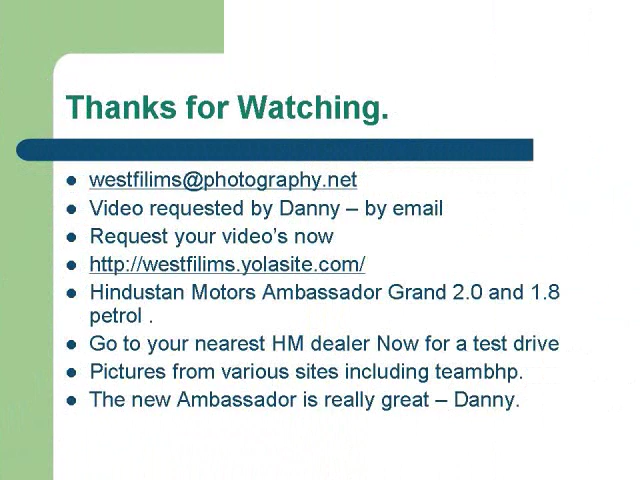 Thanks for Watching.
westfilims@photography.net
Video requested by Danny – by email
Request your video’s now
http://westfilims.yolasite.com/
Hindustan Motors Ambassador Grand 2.0 and 1.8
petrol .
Go to your nearest HM dealer Now for a test drive
Pictures from various sites including teambhp.
The new Ambassador is really great – Danny.